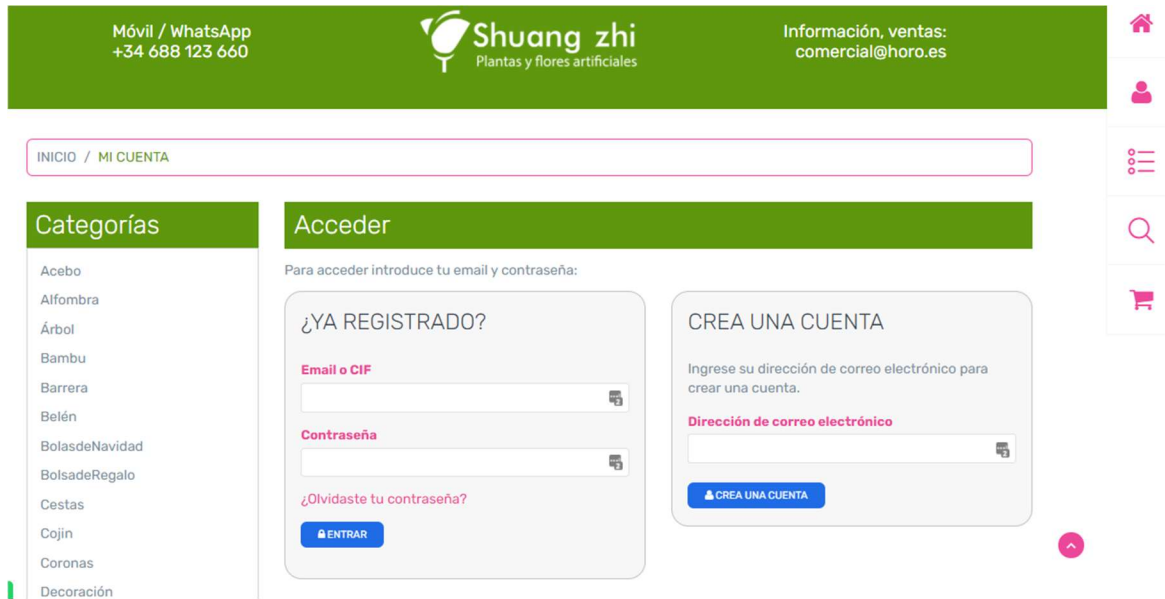 Móvil / WhatsApp
+34 688 123 660
Shuang zhi
Plantas y flores artificiales
Información, ventas:
comercial@horo.es
INICIO / MI CUENTA
Categorías
Acebo
Alfombra
Árbol
Bambu
Barrera
Belén
BolasdeNavidad
BolsadeRegalo
Cestas
Cojin
Coronas
Decoración
Acceder
Para acceder introduce tu email y contraseña:
¿YA REGISTRADO?
Email o CIF
Contraseña
¿Olvidaste tu contraseña?
ENTRAR
CREA UNA CUENTA
Ingrese su dirección de correo electrónico para
crear una cuenta.
Dirección de correo electrónico
CREA UNA CUENTA